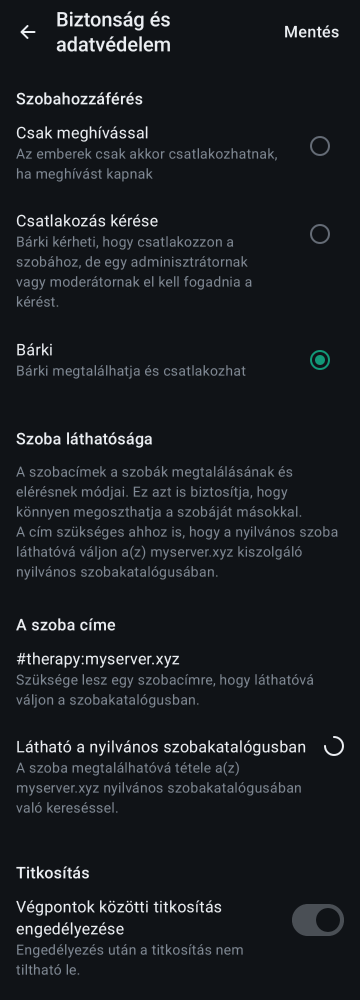 Biztonság és
adatvédelem
Mentés
Szobahozzáférés
Csak meghívással
Az emberek csak akkor csatlakozhatnak,
ha meghívást kapnak
Csatlakozás kérése
Bárki kérheti, hogy csatlakozzon a
szobához, de egy adminisztrátornak
vagy moderátornak el kell fogadnia a
kérést.
Bárki
Bárki megtalálhatja és csatlakozhat
Szoba láthatósága
A szobacímek a szobák megtalálásának és
elérésnek módjai. Ez azt is biztosítja, hogy
könnyen megoszthatja a szobáját másokkal.
A cím szükséges ahhoz is, hogy a nyilvános szoba
láthatóvá váljon a(z) myserver.xyz kiszolgáló
nyilvános szobakatalógusában.
A szoba címe
#therapy:myserver.xyz
Szüksége lesz egy szobacímre, hogy láthatóvá
váljon a szobakatalógusban.
Látható a nyilvános szobakatalógusban
A szoba megtalálhatóvá tétele a(z)
myserver.xyz nyilvános szobakatalógusában
való kereséssel.
Titkosítás
Végpontok közötti titkosítás
engedélyezése
Engedélyezés után a titkosítás nem
tiltható le.